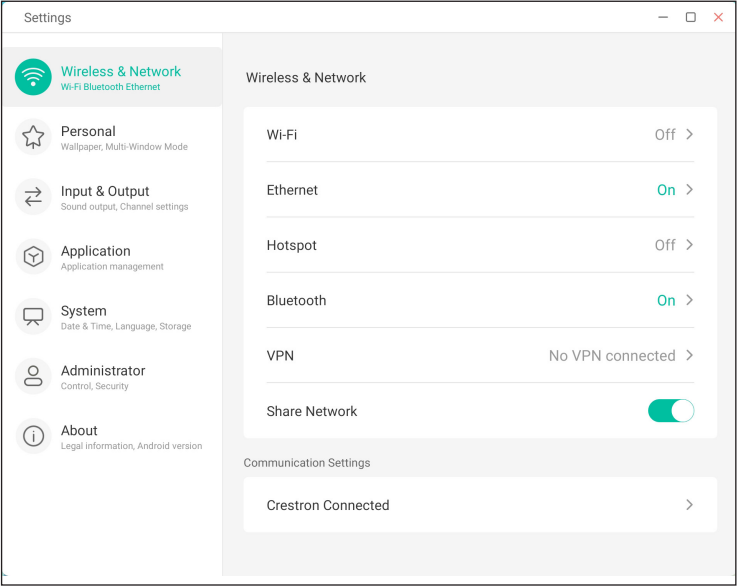 Settings
Wireless & Network
Wi-Fi Bluetooth Ethernet
Personal
Wallpaper, Multi-Window Mode
Input & Output
Sound output, Channel settings
Application
Application management
System
Date & Time, Language, Storage
Administrator
Control, Security
About
Legal information, Android version
Wireless & Network
Wi-Fi Off
Ethernet On
Hotspot Off
Bluetooth On
VPN No VPN connected
Share Network
Communication Settings
Crestron Connected